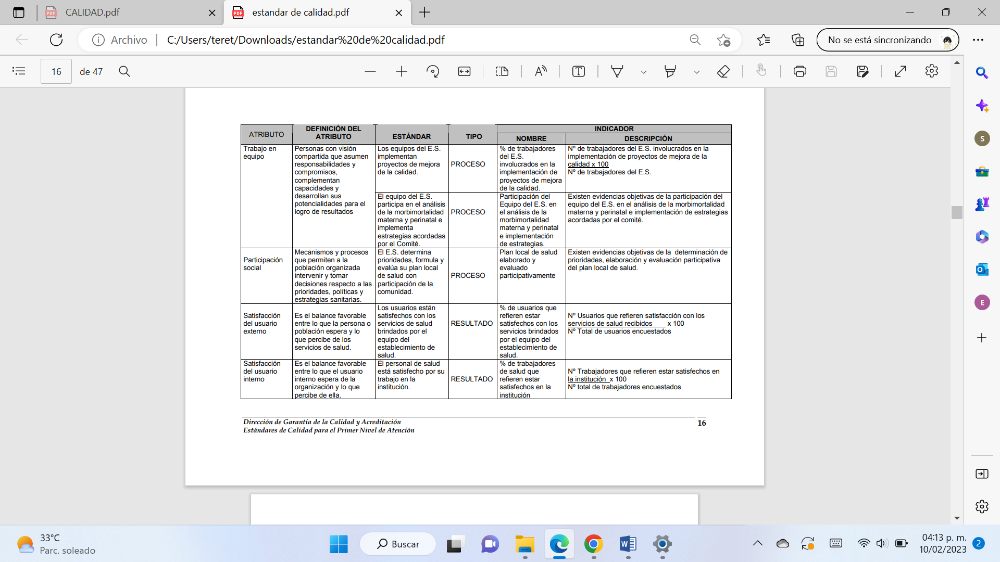 CALIDAD.pdf
estandar de calidad.pdf
Archivo
C:/Users/teret/Downloads/estandar%20de%20calidad.pdf
No se está sincronizando
16
de 47
ATRIBUTO
DEFINICIÓN DEL
ATRIBUTO
ESTÁNDAR
TIPO
INDICADOR
NOMBRE
DESCRIPCIÓN
Trabajo en
equipo
Personas con visión
compartida que asumen
responsabilidades y
compromisos,
complementan
capacidades y
desarrollan sus
potencialidades para el
logro de resultados
Los equipos del E.S.
implementan
proyectos de mejora
de la calidad.
PROCESO
% de trabajadores
del E.S.
involucrados en la
implementación de
proyectos de mejora
de la calidad.
Nº de trabajadores del E.S. involucrados en la
implementación de proyectos de mejora de la
calidad x 100
Nº de trabajadores del E.S.
El equipo del E.S.
participa en el análisis
de la morbimortalidad
materna y perinatal e
implementa
estrategias acordadas
por el Comité.
PROCESO
Participación del
Equipo del E.S. en
el análisis de la
morbimortalidad
materna y perinatal
e implementación
de estrategias.
Existen evidencias objetivas de la participación del
equipo del E.S. en el análisis de la morbimortalidad
materna y perinatal e implementación de estrategias
acordadas por el comité.
Participación
social
Mecanismos y procesos
que permiten a la
población organizada
intervenir y tomar
decisiones respecto a las
prioridades, políticas y
estrategias sanitarias.
El E.S. determina
prioridades, formula y
evalúa su plan local
de salud con
participación de la
comunidad.
PROCESO
Plan local de salud
elaborado y
evaluado
participativamente
Existen evidencias objetivas de la determinación de
prioridades, elaboración y evaluación participativa
del plan local de salud.
Satisfacción
del usuario
externo
Es el balance favorable
entre lo que la persona o
población espera y lo
que percibe de los
servicios de salud.
Los usuarios están
satisfechos con los
servicios de salud
brindados por el
equipo del
establecimiento de
salud.
RESULTADO
% de usuarios que
refieren estar
satisfechos con los
servicios brindados
por el equipo del
establecimiento de
salud.
Nº Usuarios que refieren satisfacción con los
servicios de salud recibidos x 100
Nº Total de usuarios encuestados
Satisfacción
del usuario
interno
Es el balance favorable
entre lo que el usuario
interno espera de la
organización y lo que
percibe de ella.
El personal de salud
está satisfecho por su
trabajo en la
institución.
RESULTADO
% de trabajadores
de salud que
refieren estar
satisfechos en la
institución
Nº Trabajadores que refieren estar satisfechos en
la institución x 100
Nº total de trabajadores encuestados
Dirección de Garantía de la Calidad y Acreditación
Estándares de Calidad para el Primer Nivel de Atención
16
S
E
33°C
Parc. soleado
Buscar
04:13 p. m.
10/02/2023
2